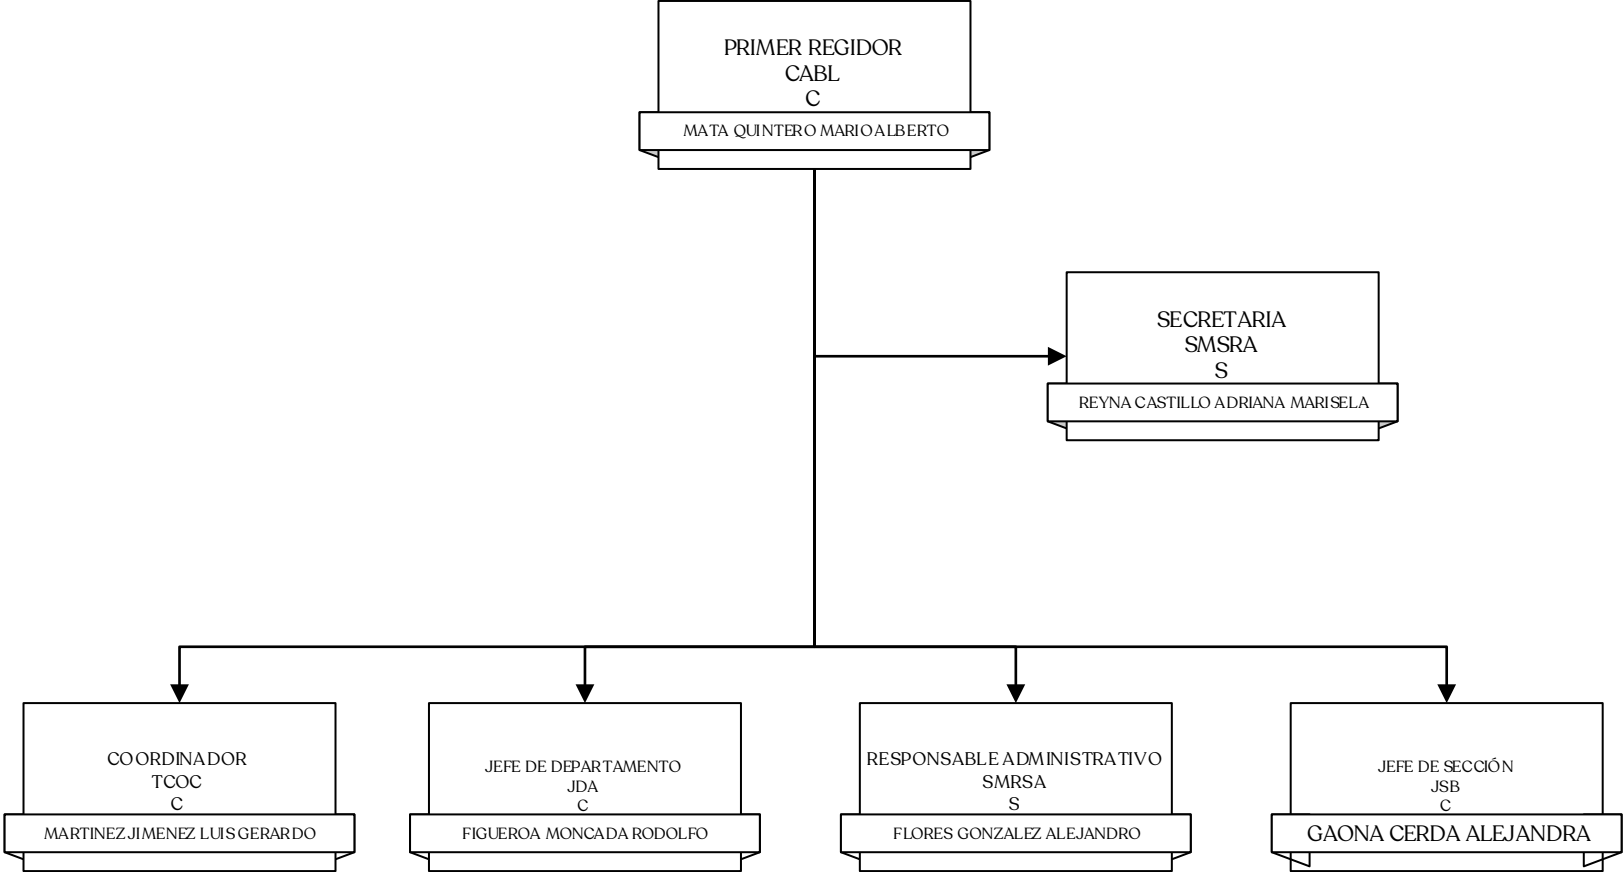 PRIMER REGIDOR
CABL
C
MATA QUINTERO MARIO ALBERTO
SECRETARIA
SMSRA
S
REYNA CASTILLO ADRIANA MARISELA
COORDINADOR
TCOC
C
MARTINEZ JIMENEZ LUIS GERARDO
JEFE DE DEPARTAMENTO
JDA
C
FIGUEROA MONCADA RODOLFO
RESPONSABLE ADMINISTRATIVO
SMRSA
S
FLORES GONZALEZ ALEJANDRO
JEFE DE SECCIÓN
JSB
C
GAONA CERDA ALEJANDRA